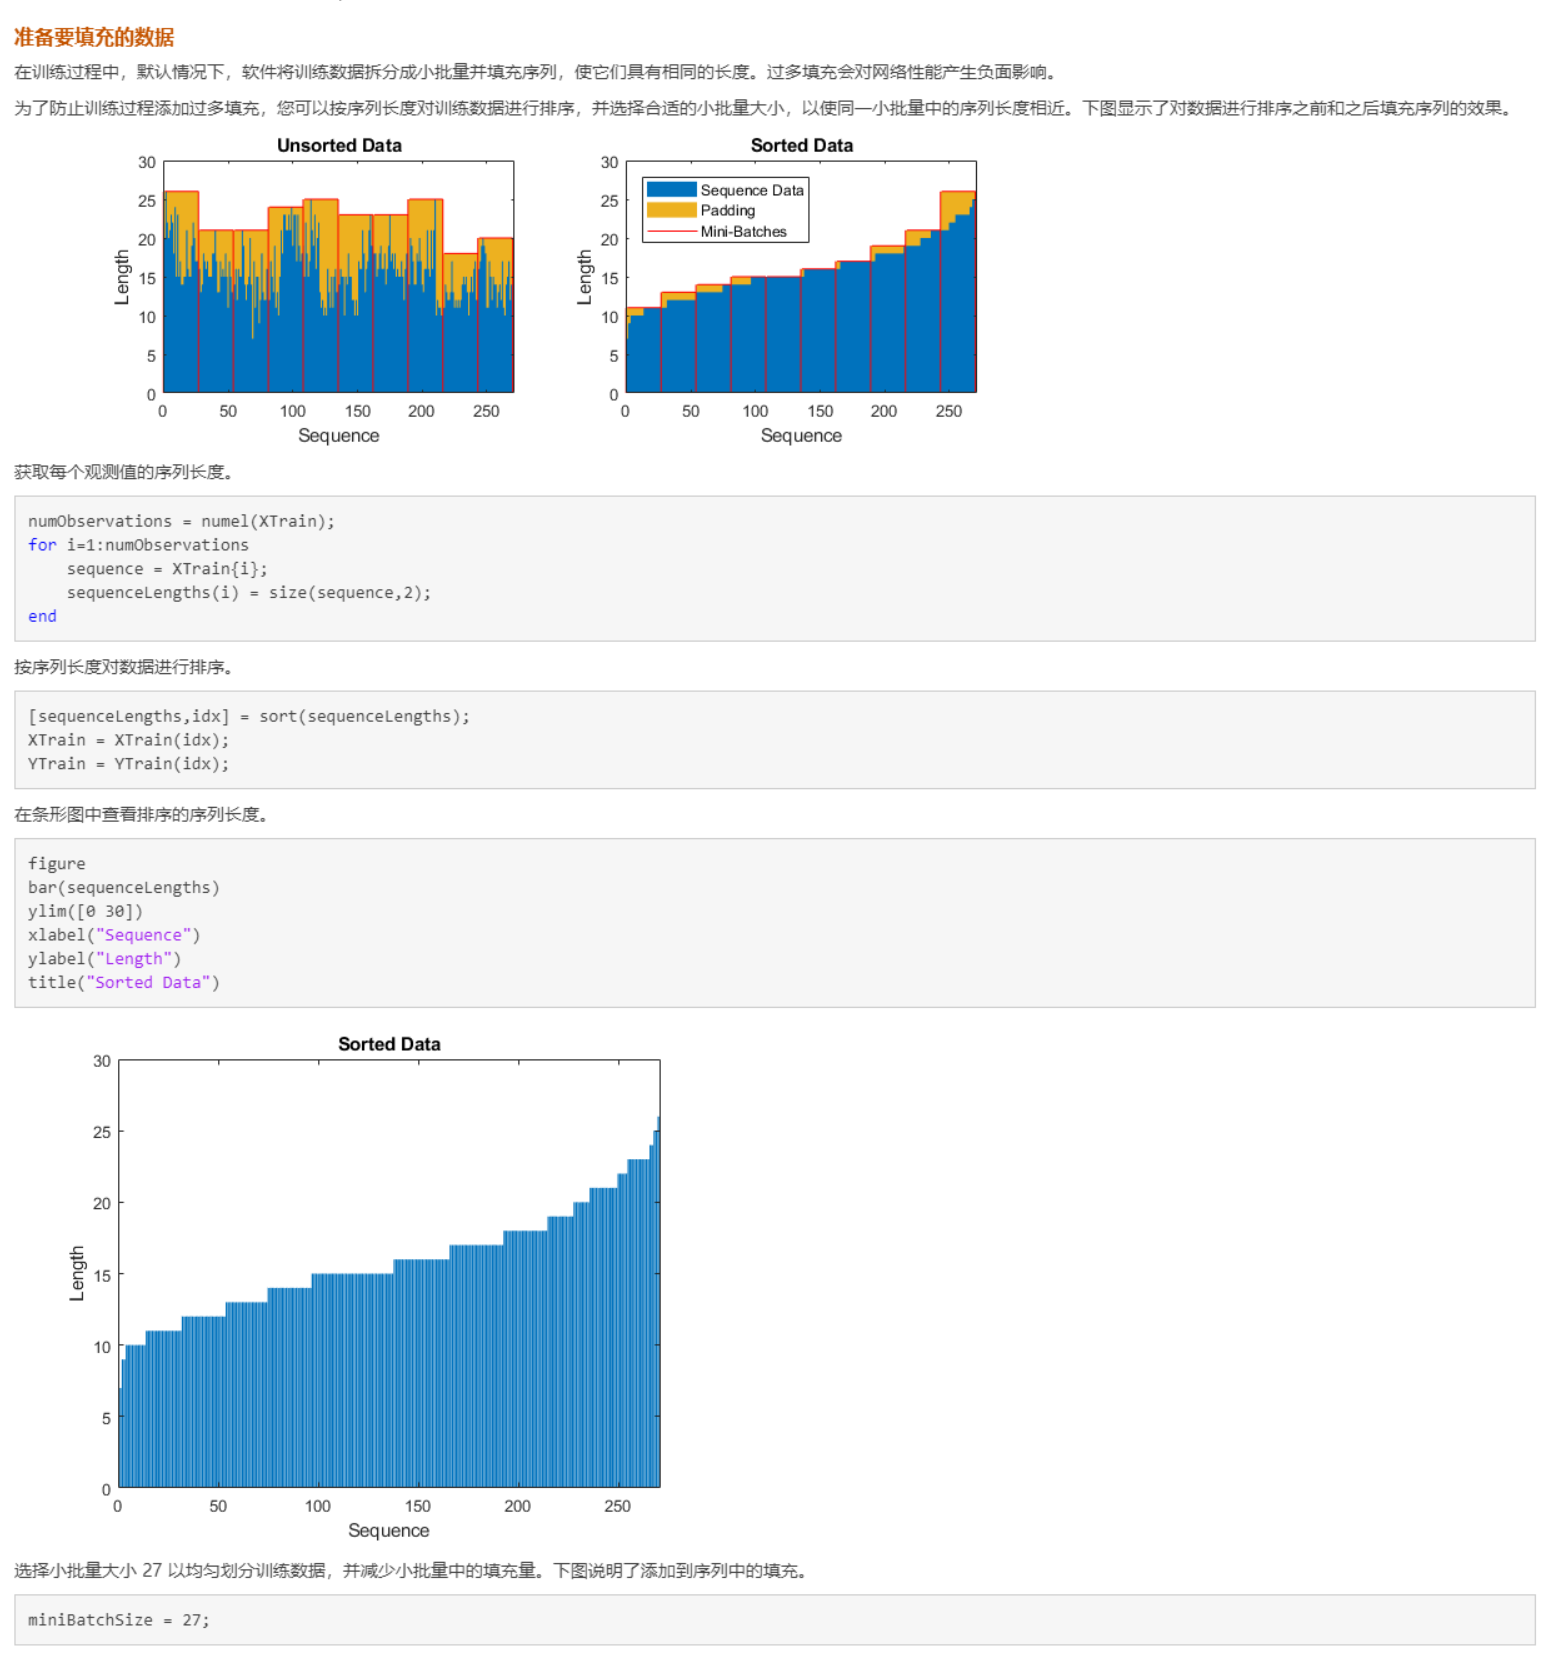 准备要填充的数据
在训练过程中，默认情况下，软件将训练数据拆分成小批量并填充序列，使它们具有相同的长度。过多填充会对网络性能产生负面影响。
为了防止训练过程添加过多填充，您可以按序列长度对训练数据进行排序，并选择合适的小批量大小，以使同一小批量中的序列长度相近。下图显示了对数据进行排序之前和之后填充序列的效果。
Unsorted Data
30
25
20
15
10
5
0
Length
0 50 100 150 200 250
Sequence
Sorted Data
30
25
20
15
10
5
0
Length
Sequence Data
Padding
Mini-Batches
0 50 100 150 200 250
Sequence
获取每个观测值的序列长度。
numObservations = numel(XTrain);
for i=1:numObservations
    sequence = XTrain{i};
    sequenceLengths(i) = size(sequence,2);
end
按序列长度对数据进行排序。
[sequenceLengths,idx] = sort(sequenceLengths);
XTrain = XTrain(idx);
YTrain = YTrain(idx);
在条形图中查看排序的序列长度。
figure
bar(sequenceLengths)
ylim([0 30])
xlabel("Sequence")
ylabel("Length")
title("Sorted Data")
Sorted Data
30
25
20
15
10
5
0
Length
0 50 100 150 200 250
Sequence
选择小批量大小 27 以均匀划分训练数据，并减少小批量中的填充量。下图说明了添加到序列中的填充。
miniBatchSize = 27;